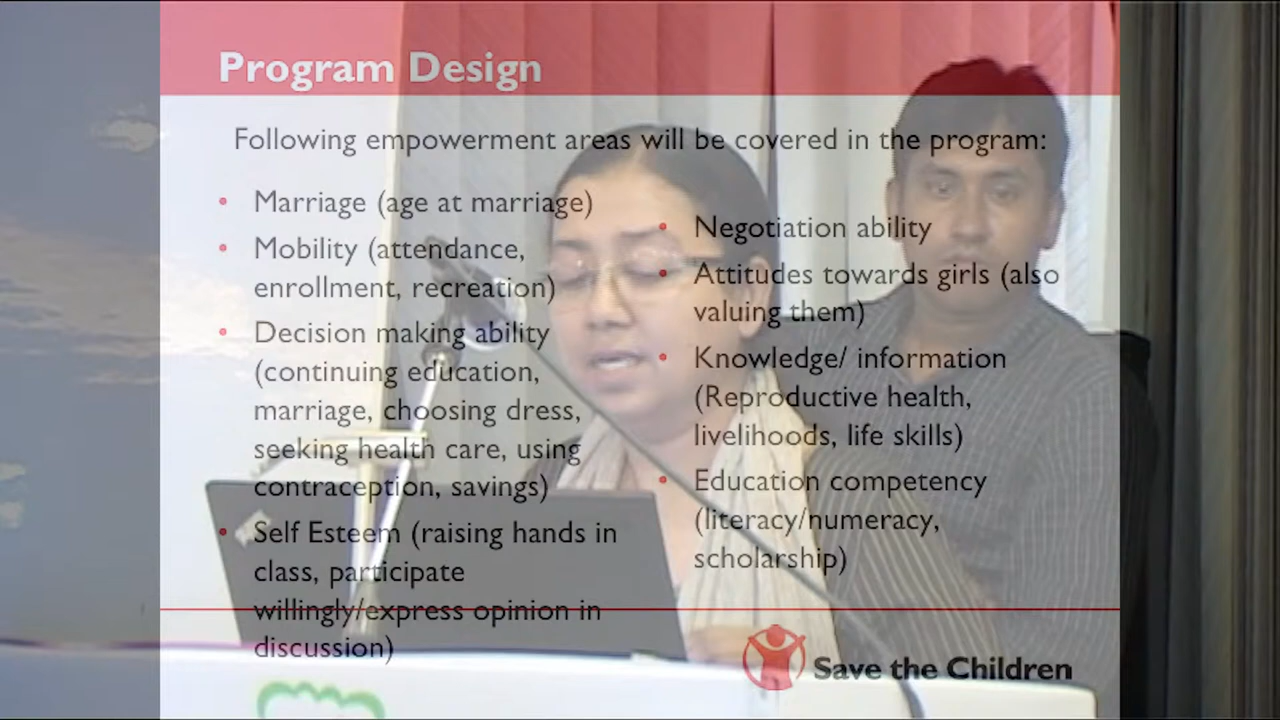 Program Design
Following empowerment areas will be covered in the program:
• Marriage (age at marriage)
• Mobility (attendance,
enrollment, recreation)
• Decision making ability
(continuing education,
marriage, choosing dress,
seeking health care, using
contraception, savings)
• Self Esteem (raising hands in
class, participate
willingly/express opinion in
discussion)
• Negotiation ability
• Attitudes towards girls (also
valuing them)
• Knowledge/ information
(Reproductive health,
livelihoods, life skills)
• Education competency
(literacy/numeracy,
scholarship)
Save the Children